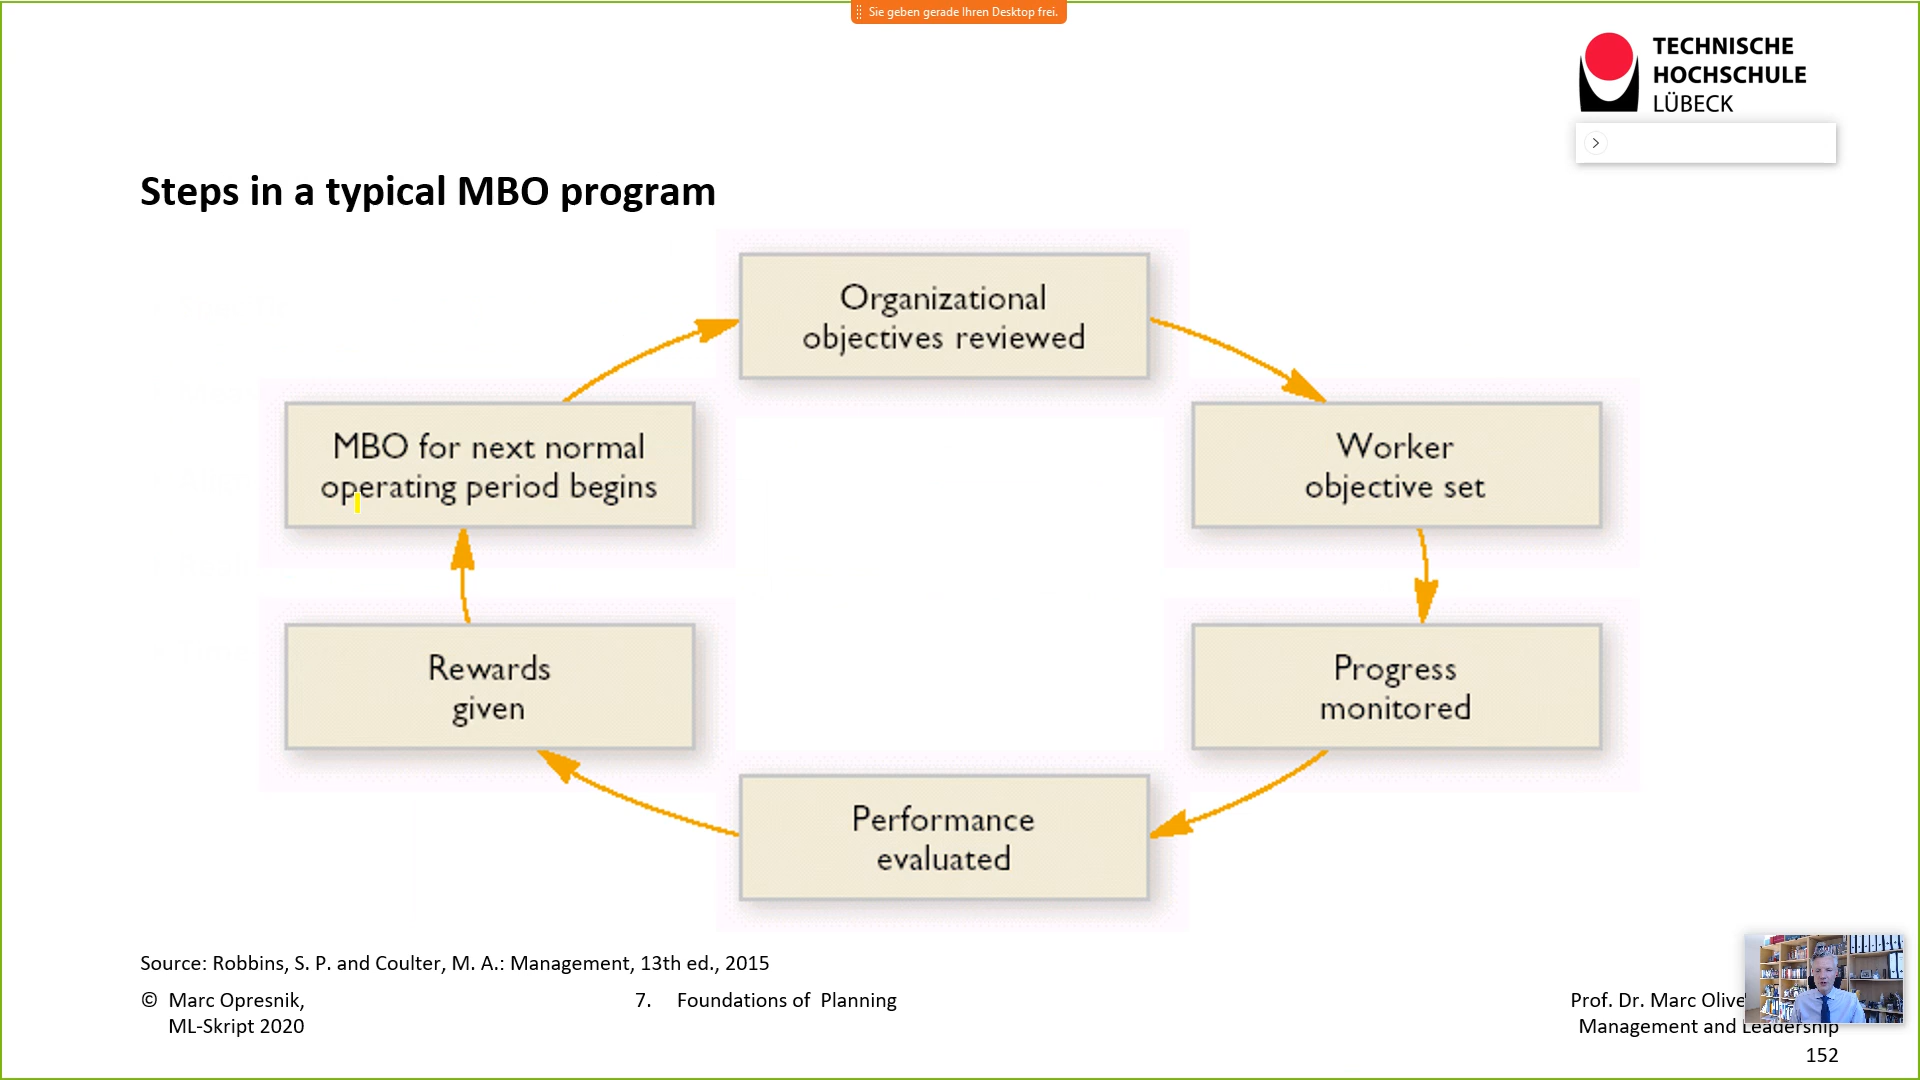 Sie geben gerade Ihren Desktop frei.
TECHNISCHE
HOCHSCHULE
LÜBECK
Steps in a typical MBO program
Organizational
objectives reviewed
MBO for next normal
operating period begins
Worker
objective set
Rewards
given
Progress
monitored
Performance
evaluated
Source: Robbins, S. P. and Coulter, M. A.: Management, 13th ed., 2015
© Marc Opresnik,
ML-Skript 2020
7. Foundations of Planning
Prof. Dr. Marc
Management and Leadership
152